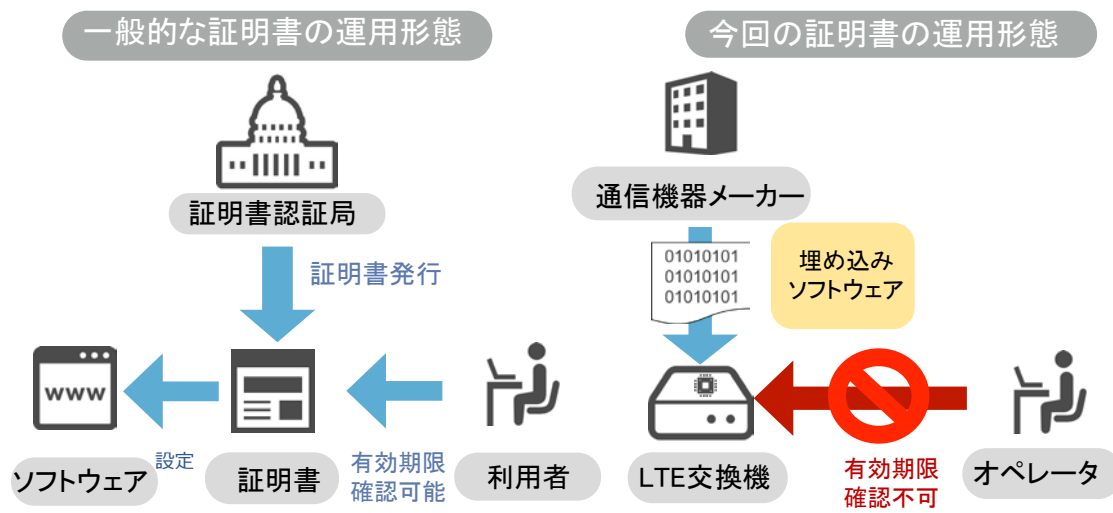 一般的な証明書の運用形態
今回の証明書の運用形態
証明書認証局
通信機器メーカー
証明書発行
01010101
01010101
01010101
埋め込み
ソフトウェア
www
ソフトウェア
設定
証明書
有効期限
確認可能
利用者
LTE交換機
有効期限
確認不可
オペレータ